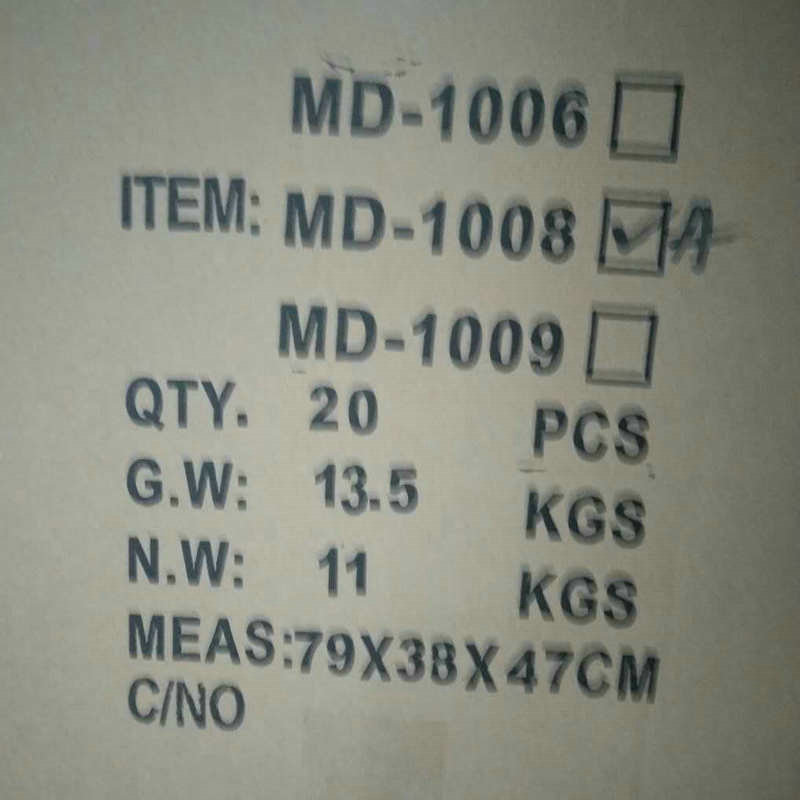 MD-1006
ITEM: MD-1008 ✓ A
MD-1009
QTY. 20 PCS
G.W: 13.5 KGS
N.W: 11 KGS
MEAS:79X38X47CM
C/NO